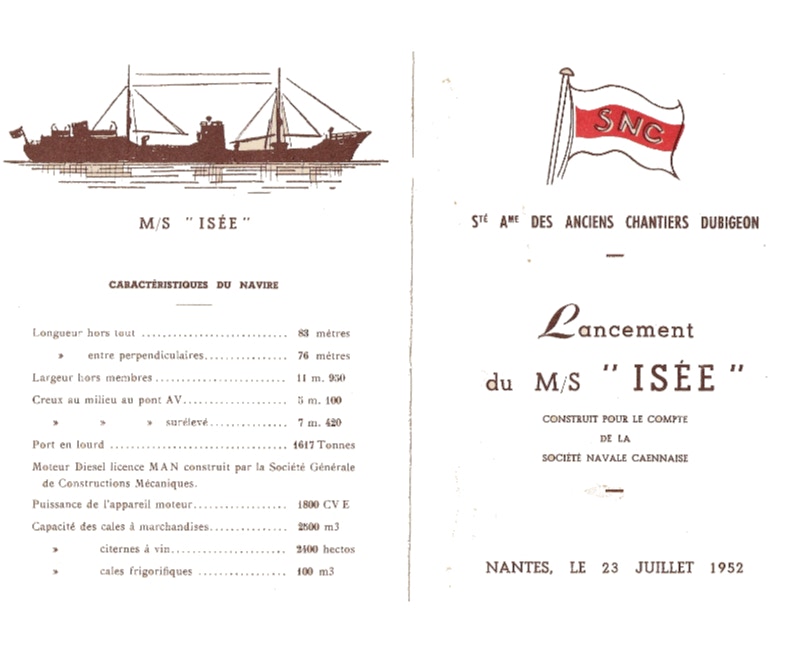 M/S "ISÉE"
CARACTÉRISTIQUES DU NAVIRE
Longueur hors tout ........................... 83 mètres
» entre perpendiculaires............... 76 mètres
Largeur hors membres ......................... 11 m. 950
Creux au milieu au pont AV.................... 5 m. 100
» » » surélevé.............. 7 m. 420
Port en lourd ................................ 1617 Tonnes
Moteur Diesel licence MAN construit par la Société Générale
de Constructions Mécaniques.
Puissance de l'appareil moteur................ 1800 CV E
Capacité des cales à marchandises............. m3
» citernes à vin..................... hectos
» cales frigorifiques ................ 100 m3
SNC
STÉ AME DES ANCIENS CHANTIERS DUBIGEON
Lancement
du M/S "ISÉE"
CONSTRUIT POUR LE COMPTE
DE LA
SOCIÉTÉ NAVALE CAENNAISE
NANTES, LE 23 JUILLET 1952